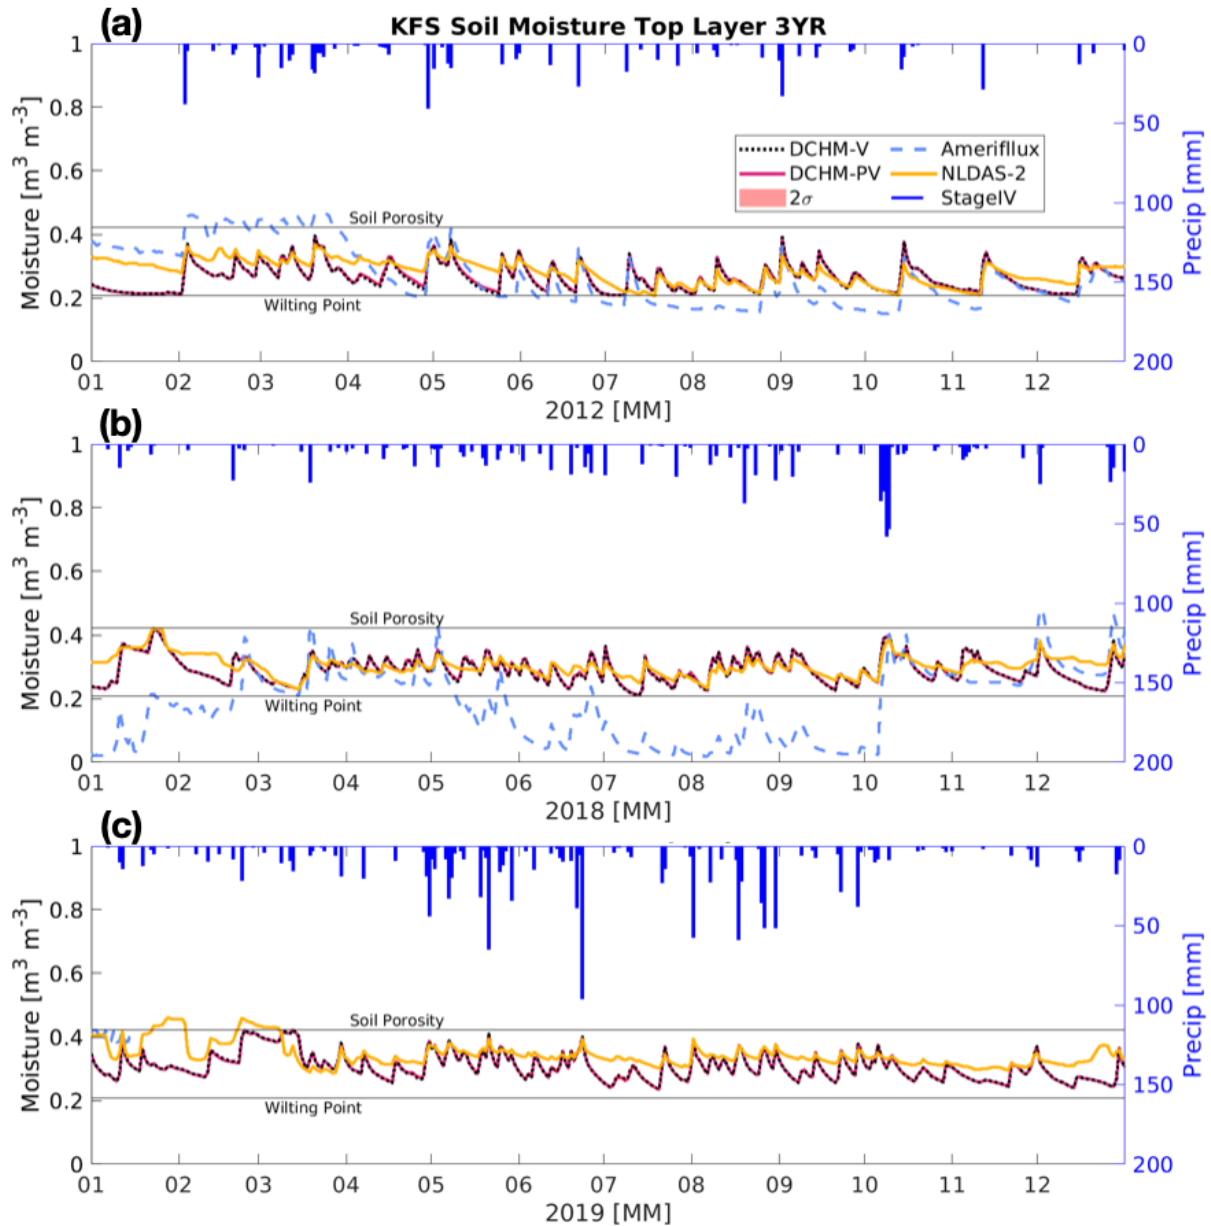 (a)
KFS Soil Moisture Top Layer 3YR
1
0.8
0.6
0.4
0.2
0
Moisture [m³ m⁻³]
0
50
100
150
200
Precip [mm]
DCHM-V
DCHM-PV
2σ
Amerifllux
NLDAS-2
StageIV
Soil Porosity
Wilting Point
01 02 03 04 05 06 07 08 09 10 11 12
2012 [MM]
(b)
1
0.8
0.6
0.4
0.2
0
Moisture [m³ m⁻³]
0
50
100
150
200
Precip [mm]
Soil Porosity
Wilting Point
01 02 03 04 05 06 07 08 09 10 11 12
2018 [MM]
(c)
1
0.8
0.6
0.4
0.2
0
Moisture [m³ m⁻³]
0
50
100
150
200
Precip [mm]
Soil Porosity
Wilting Point
01 02 03 04 05 06 07 08 09 10 11 12
2019 [MM]